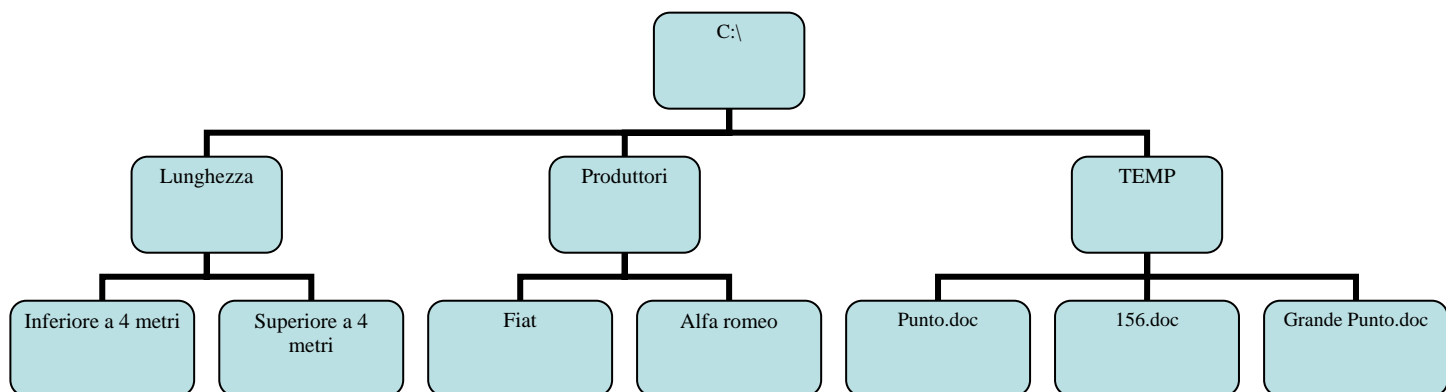 C:\
Lunghezza
Produttori
TEMP
Inferiore a 4 metri
Superiore a 4
metri
Fiat
Alfa romeo
Punto.doc
156.doc
Grande Punto.doc